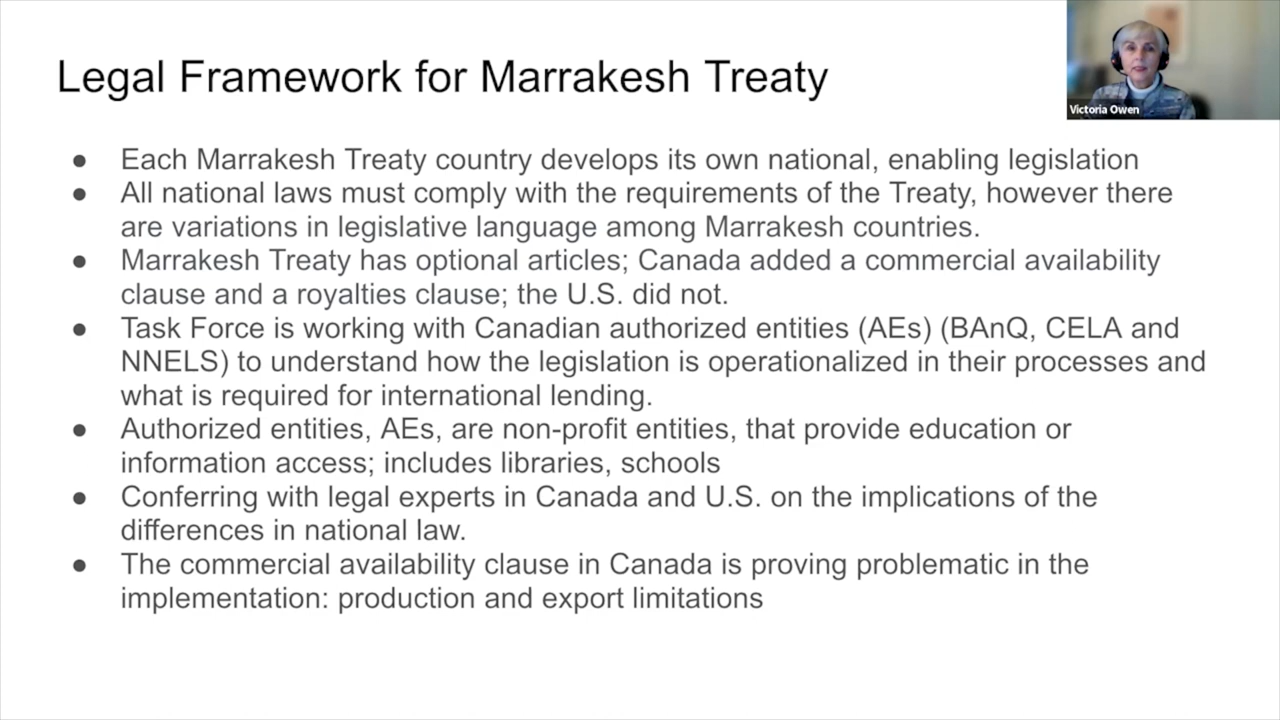 Legal Framework for Marrakesh Treaty
Victoria Owen
● Each Marrakesh Treaty country develops its own national, enabling legislation
● All national laws must comply with the requirements of the Treaty, however there
are variations in legislative language among Marrakesh countries.
● Marrakesh Treaty has optional articles; Canada added a commercial availability
clause and a royalties clause; the U.S. did not.
● Task Force is working with Canadian authorized entities (AEs) (BAnQ, CELA and
NNELS) to understand how the legislation is operationalized in their processes and
what is required for international lending.
● Authorized entities, AEs, are non-profit entities, that provide education or
information access; includes libraries, schools
● Conferring with legal experts in Canada and U.S. on the implications of the
differences in national law.
● The commercial availability clause in Canada is proving problematic in the
implementation: production and export limitations